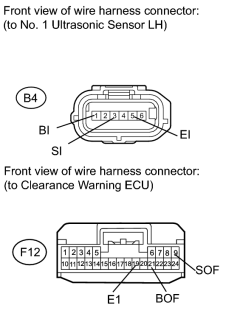 Front view of wire harness connector:
(to No. 1 Ultrasonic Sensor LH)
B4
1 2 3 4 5 6
BI
EI
SI
Front view of wire harness connector:
(to Clearance Warning ECU)
F12
1 2 3 4 5 6 7 8 9
10 11 12 13 14 15 16 17 18 19 20 21 22 23 24
SOF
E1
BOF